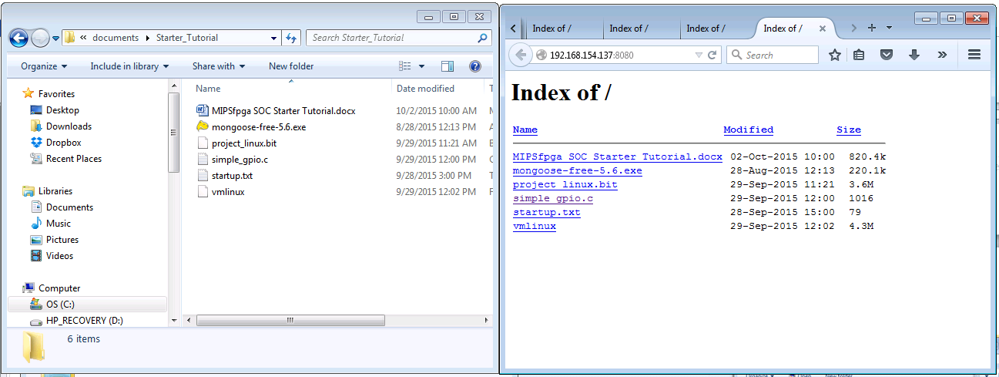 « documents ▸ Starter_Tutorial
Search Starter_Tutorial
Organize Include in library Share with New folder
Favorites
Desktop
Downloads
Dropbox
Recent Places
Libraries
Documents
Music
Pictures
Videos
Computer
OS (C:)
HP_RECOVERY (D:)
Name Date modified T
MIPSfpga SOC Starter Tutorial.docx 10/2/2015 10:00 AM M
mongoose-free-5.6.exe 8/28/2015 12:13 PM A
project_linux.bit 9/29/2015 11:21 AM B
simple_gpio.c 9/29/2015 12:00 PM C
startup.txt 9/28/2015 3:00 PM T
vmlinux 9/29/2015 12:02 PM F
6 items
Index of / Index of / Index of / Index of /
192.168.154.137:8080
Search
Index of /
Name Modified Size
MIPSfpga SOC Starter Tutorial.docx 02-Oct-2015 10:00 820.4k
mongoose-free-5.6.exe 28-Aug-2015 12:13 220.1k
project_linux.bit 29-Sep-2015 11:21 3.6M
simple_gpio.c 29-Sep-2015 12:00 1016
startup.txt 28-Sep-2015 15:00 79
vmlinux 29-Sep-2015 12:02 4.3M
Organize Open New folder